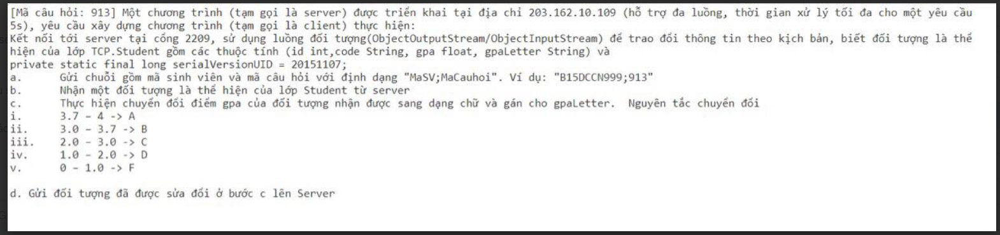 [Mã câu hỏi: 913] Một chương trình (tạm gọi là server) được triển khai tại địa chỉ 203.162.10.109 (hỗ trợ đa luồng, thời gian xử lý tối đa cho một yêu cầu
5s), yêu cầu xây dựng chương trình (tạm gọi là client) thực hiện:
Kết nối tới server tại cổng 2209, sử dụng luồng đối tượng(ObjectOutputStream/ObjectInputStream) để trao đổi thông tin theo kịch bản, biết đối tượng là thể
hiện của lớp TCP.Student gồm các thuộc tính (id int,code String, gpa float, gpaLetter String) và
private static final long serialVersionUID = 20151107;
a. Gửi chuỗi gồm mã sinh viên và mã câu hỏi với định dạng "MaSV;MaCauhoi". Ví dụ: "B15DCCN999;913"
b. Nhận một đối tượng là thể hiện của lớp Student từ server
c. Thực hiện chuyển đổi điểm gpa của đối tượng nhận được sang dạng chữ và gán cho gpaLetter. Nguyên tắc chuyển đổi
i. 3.7 – 4 -> A
ii. 3.0 – 3.7 -> B
iii. 2.0 – 3.0 -> C
iv. 1.0 – 2.0 -> D
v. 0 – 1.0 -> F
d. Gửi đối tượng đã được sửa đổi ở bước c lên Server